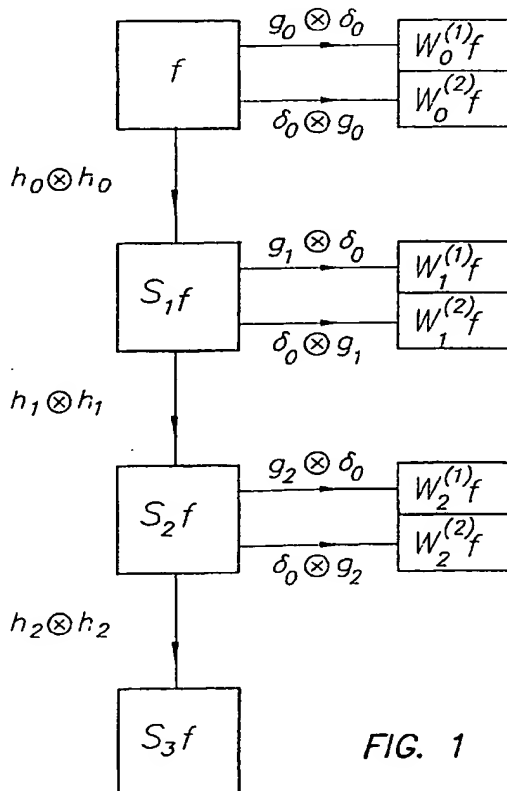 g₀ ⊗ δ₀
f
W₀⁽¹⁾f
W₀⁽²⁾f
δ₀ ⊗ g₀
h₀ ⊗ h₀
g₁ ⊗ δ₀
S₁f
W₁⁽¹⁾f
W₁⁽²⁾f
δ₀ ⊗ g₁
h₁ ⊗ h₁
g₂ ⊗ δ₀
S₂f
W₂⁽¹⁾f
W₂⁽²⁾f
δ₀ ⊗ g₂
h₂ ⊗ h₂
S₃f
FIG. 1